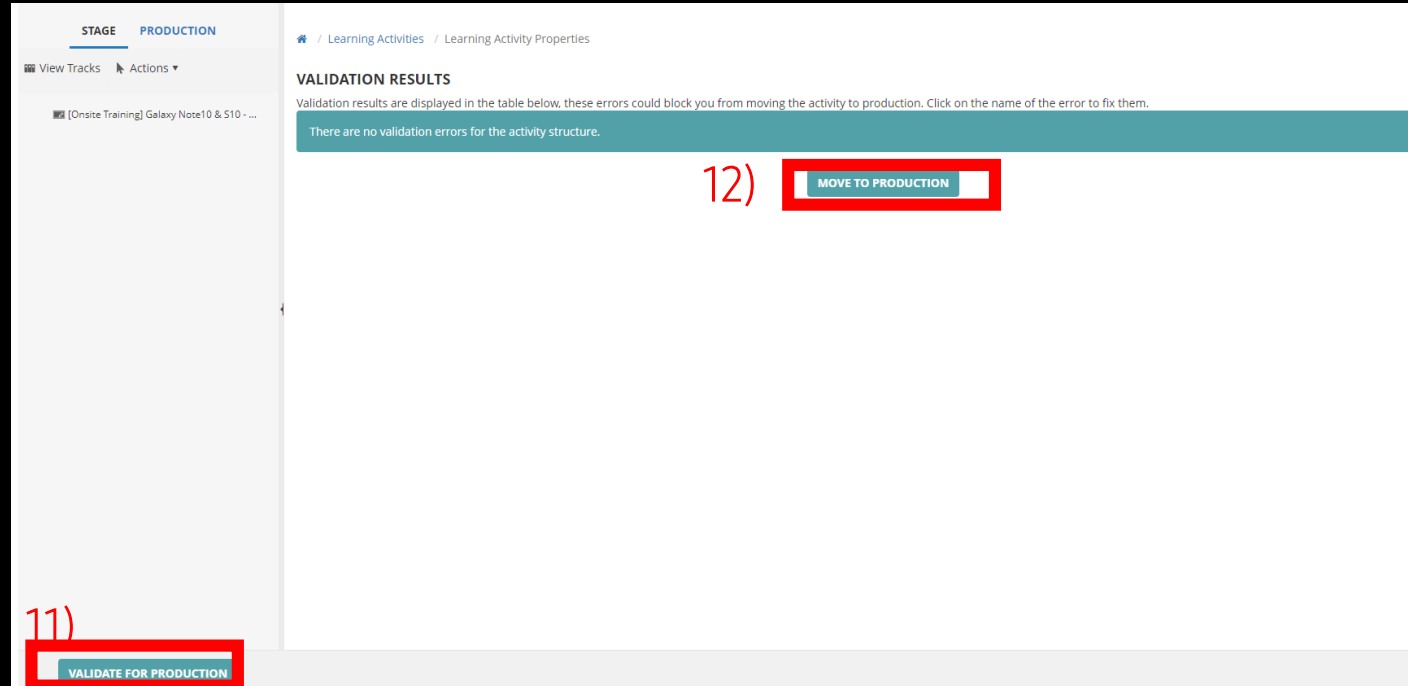 STAGE PRODUCTION
View Tracks Actions
[Onsite Training] Galaxy Note10 & S10 - ...
/ Learning Activities / Learning Activity Properties
VALIDATION RESULTS
Validation results are displayed in the table below, these errors could block you from moving the activity to production. Click on the name of the error to fix them.
There are no validation errors for the activity structure.
12)
MOVE TO PRODUCTION
11)
VALIDATE FOR PRODUCTION